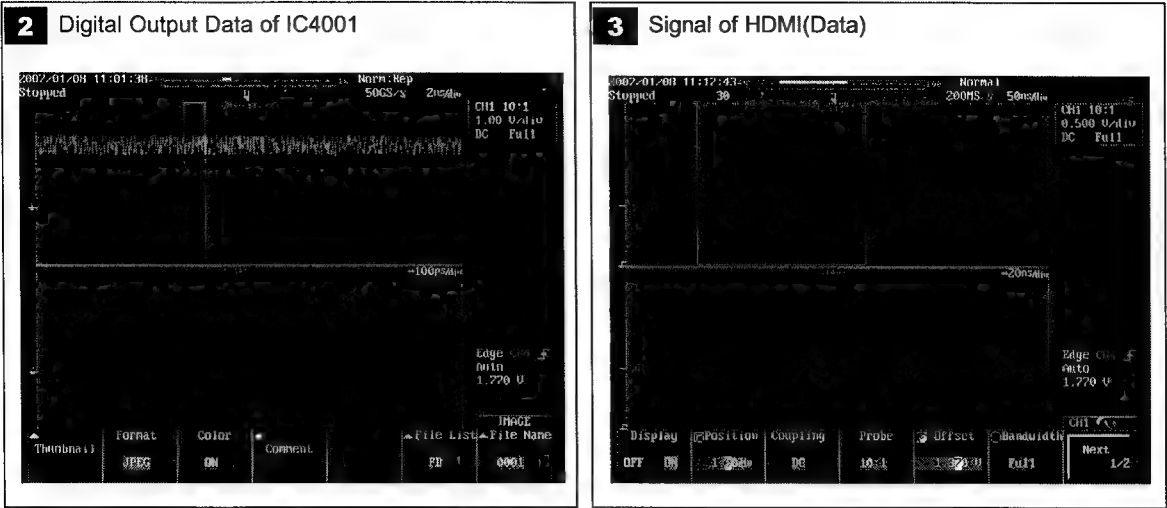 2 Digital Output Data of IC4001
2007/01/08 11:01:38
Norm:Rep
Stopped
50GS/s 2ns/div
CH1 10:1
1.00 V/div
DC Full
100ps/div
Edge CH1
Auto
1.770 V
IMAGE
Thumbnail
Format
JPEG
Color
ON
Comment
File List
FD
File Name
0001
3 Signal of HDMI(Data)
2007/01/08 11:12:43
Normal
Stopped
30
200MS/s 50ns/div
CH1 10:1
0.500 V/div
DC Full
20ns/div
Edge CH1
Auto
1.770 V
CH1
Display
OFF ON
Position
Coupling
DC
Probe
10:1
Offset
Bandwidth
Full
Next
1/2